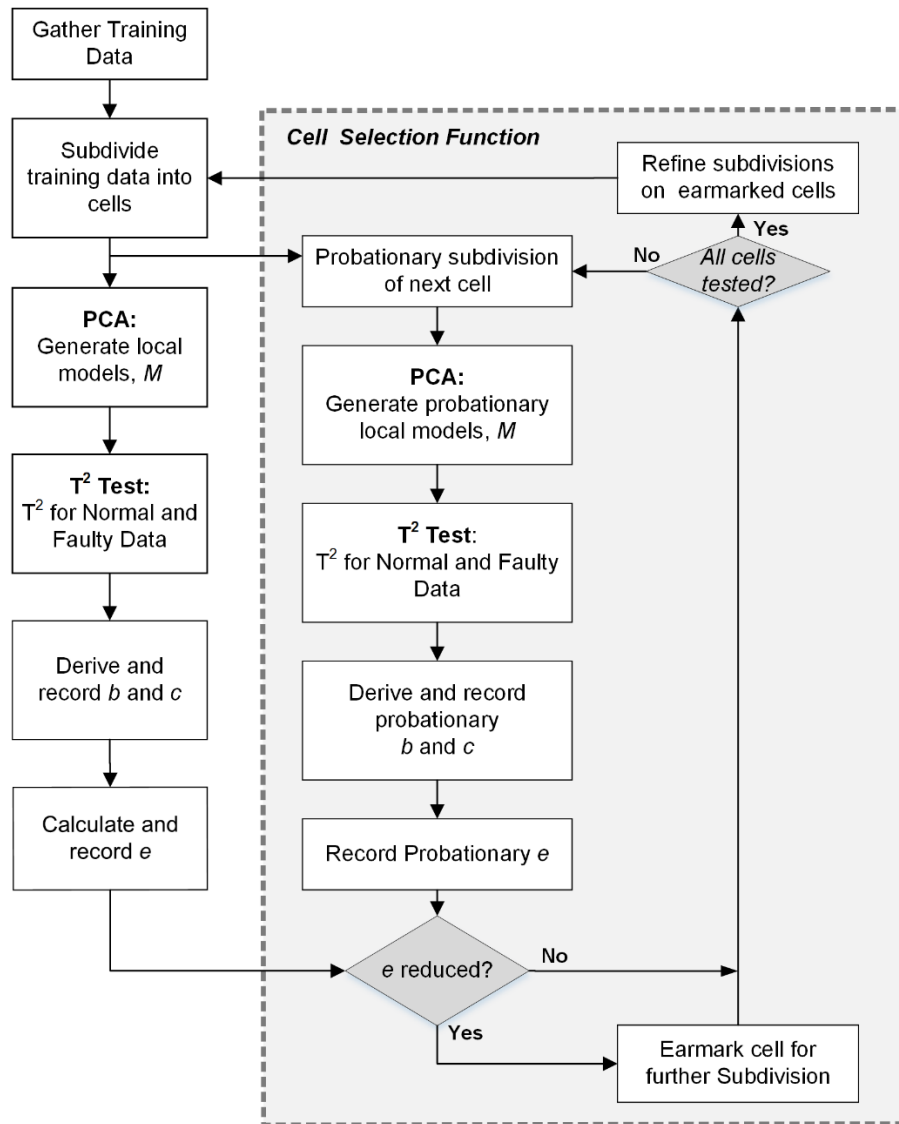 Gather Training
Data
Subdivide
training data into
cells
PCA:
Generate local
models, M
T² Test:
T² for Normal and
Faulty Data
Derive and
record b and c
Calculate and
record e
Cell Selection Function
Refine subdivisions
on earmarked cells
Yes
No
All cells
tested?
Probationary subdivision
of next cell
PCA:
Generate probationary
local models, M
T² Test:
T² for Normal and Faulty
Data
Derive and record
probationary
b and c
Record Probationary e
e reduced?
No
Yes
Earmark cell for
further Subdivision